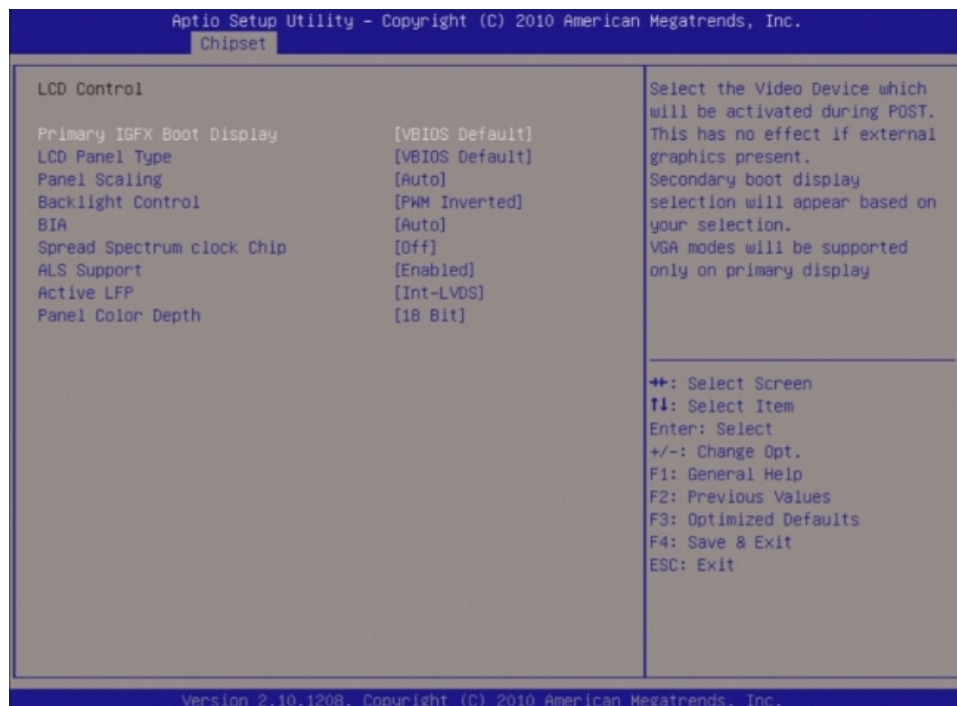 Aptio Setup Utility – Copyright (C) 2010 American Megatrends, Inc.
Chipset
LCD Control
Primary IGFX Boot Display [VBIOS Default]
LCD Panel Type [VBIOS Default]
Panel Scaling [Auto]
Backlight Control [PWM Inverted]
BIA [Auto]
Spread Spectrum clock Chip [Off]
ALS Support [Enabled]
Active LFP [Int-LVDS]
Panel Color Depth [18 Bit]
Select the Video Device which
will be activated during POST.
This has no effect if external
graphics present.
Secondary boot display
selection will appear based on
your selection.
VGA modes will be supported
only on primary display
→←: Select Screen
↑↓: Select Item
Enter: Select
+/-: Change Opt.
F1: General Help
F2: Previous Values
F3: Optimized Defaults
F4: Save & Exit
ESC: Exit
Version 2.10.1208. Copyright (C) 2010 American Megatrends, Inc.